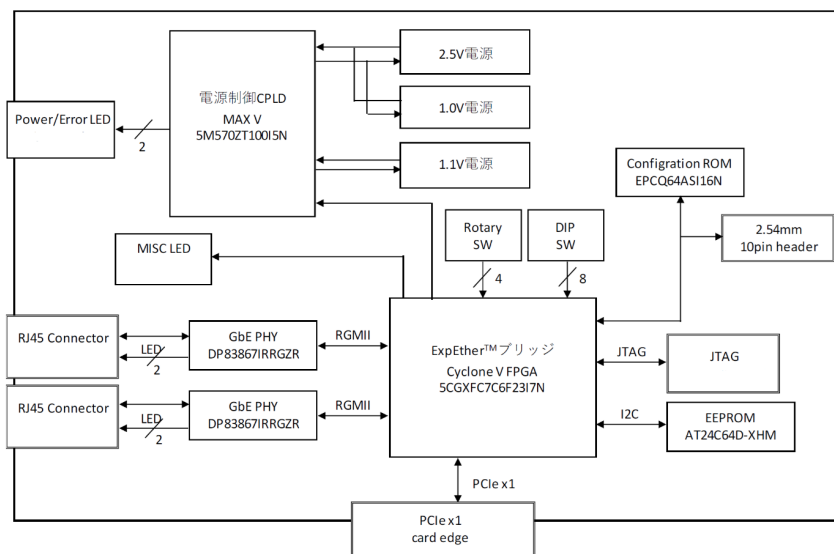 電源制御CPLD
MAX V
5M570ZT100I5N
2.5V電源
1.0V電源
1.1V電源
Power/Error LED
2
Configration ROM
EPCQ64ASI16N
2.54mm
10pin header
Rotary
SW
4
DIP
SW
8
MISC LED
RJ45 Connector
LED
2
GbE PHY
DP83867IRRGZR
RGMII
ExpEther™ブリッジ
Cyclone V FPGA
5CGXFC7C6F23I7N
JTAG
JTAG
RJ45 Connector
LED
2
GbE PHY
DP83867IRRGZR
RGMII
I2C
EEPROM
AT24C64D-XHM
PCIe x1
PCIe x1
card edge